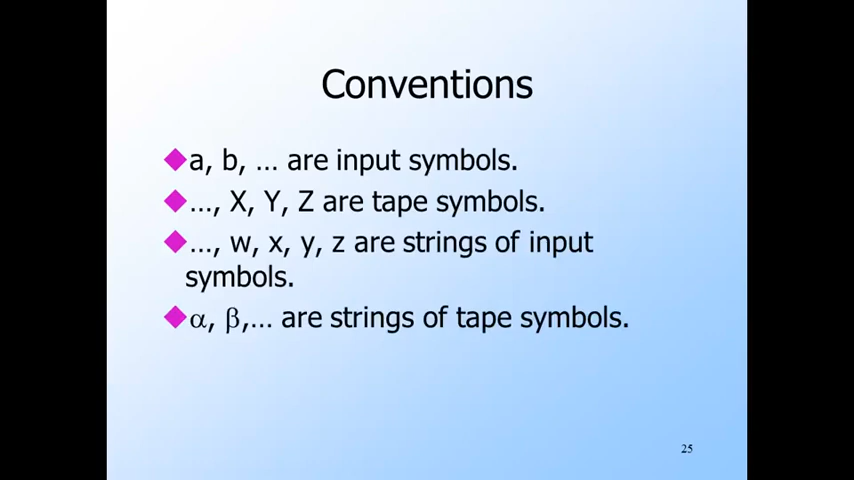 Conventions
a, b, … are input symbols.
…, X, Y, Z are tape symbols.
…, w, x, y, z are strings of input
symbols.
α, β,… are strings of tape symbols.
25